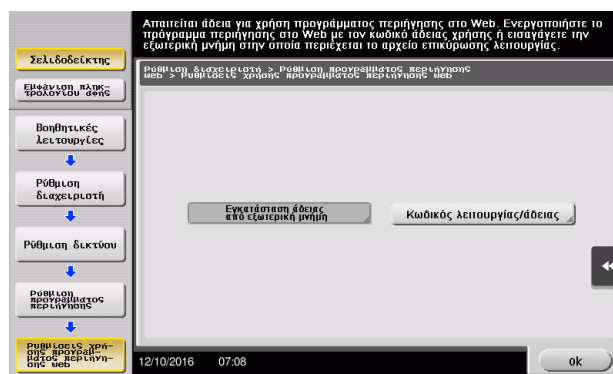 Απαιτείται άδεια για χρήση προγράμματος περιήγησης στο Web. Ενεργοποιήστε το
πρόγραμμα περιήγησης στο Web με τον κωδικό άδειας χρήσης ή εισαγάγετε την
εξωτερική μνήμη στην οποία περιέχεται το αρχείο επικύρωσης λειτουργίας.
Σελιδοδείκτης
Εμφάνιση πληκ-
τρολογίου αφής
Ρύθμιση διαχειριστή > Ρύθμιση προγράμματος περιήγησης
web > Ρυθμίσεις χρήσης προγράμματος περιήγησης web
Βοηθητικές
λειτουργίες
Ρύθμιση
διαχειριστή
Ρύθμιση δικτύου
Ρύθμιση
προγράμματος
περιήγησης
Ρυθμίσεις χρή-
σης προγράμ-
ματος περιήγη-
σης web
Εγκατάσταση άδειας
από εξωτερική μνήμη
Κωδικός λειτουργίας/άδειας
12/10/2016 07:08
ok